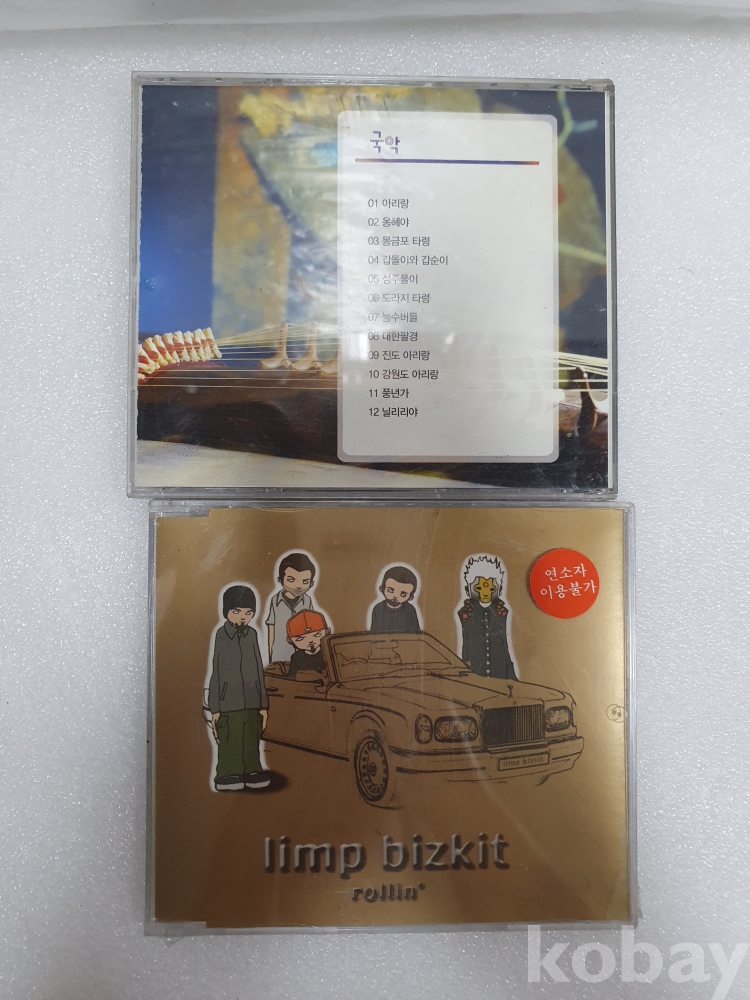 국악
01 아리랑
02 옹헤야
03 몽금포 타령
04 갑돌이와 갑순이
05 성주풀이
06 도라지 타령
07 능수버들
08 대한팔경
09 진도 아리랑
10 강원도 아리랑
11 풍년가
12 닐리리야
연소자
이용불가
limp bizkit
limp bizkit
rollin'
kobay